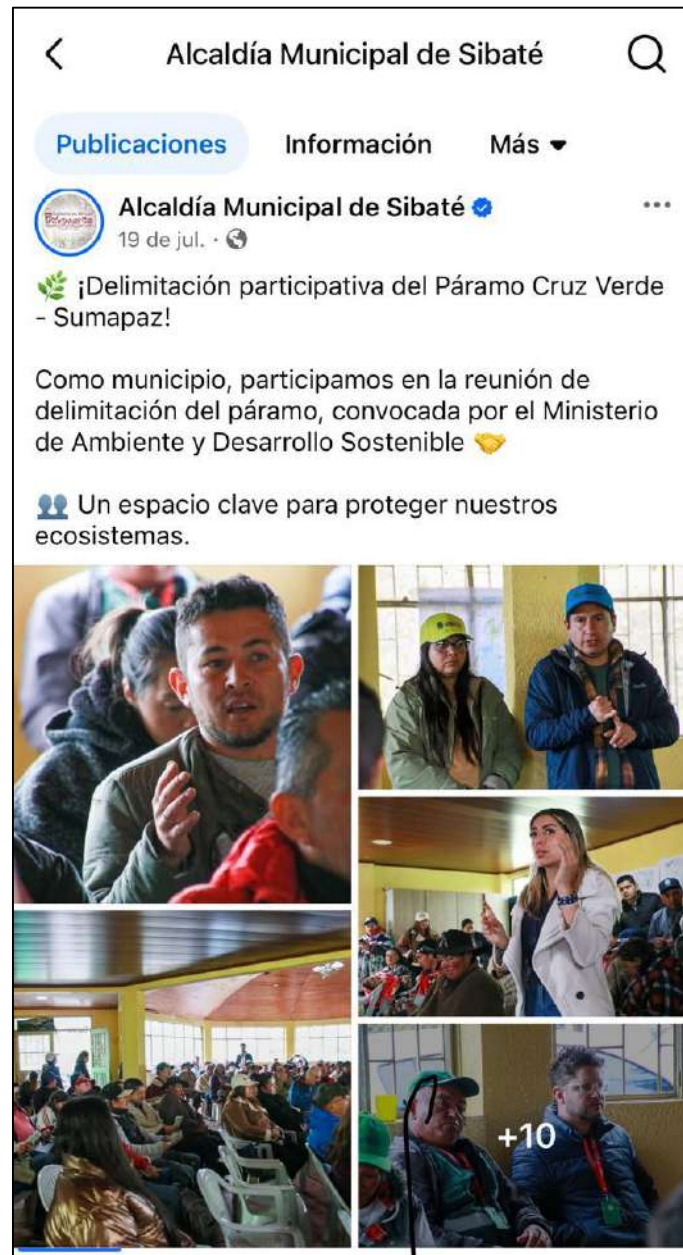 Alcaldía Municipal de Sibaté
Publicaciones Información Más
Alcaldía Municipal de Sibaté
19 de jul. ·
¡Delimitación participativa del Páramo Cruz Verde
- Sumapaz!
Como municipio, participamos en la reunión de
delimitación del páramo, convocada por el Ministerio
de Ambiente y Desarrollo Sostenible
Un espacio clave para proteger nuestros
ecosistemas.
+10